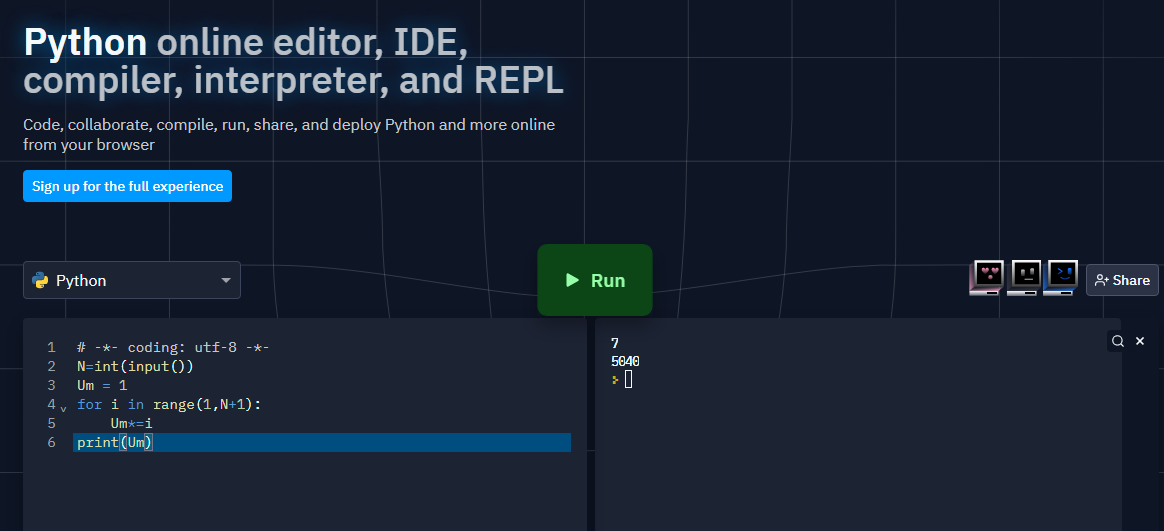 Python online editor, IDE,
compiler, interpreter, and REPL
Code, collaborate, compile, run, share, and deploy Python and more online
from your browser
Sign up for the full experience
Python
Run
Share
1 # -*- coding: utf-8 -*-
2 N=int(input())
3 Um = 1
4 for i in range(1,N+1):
5     Um*=i
6 print(Um)
7
5040